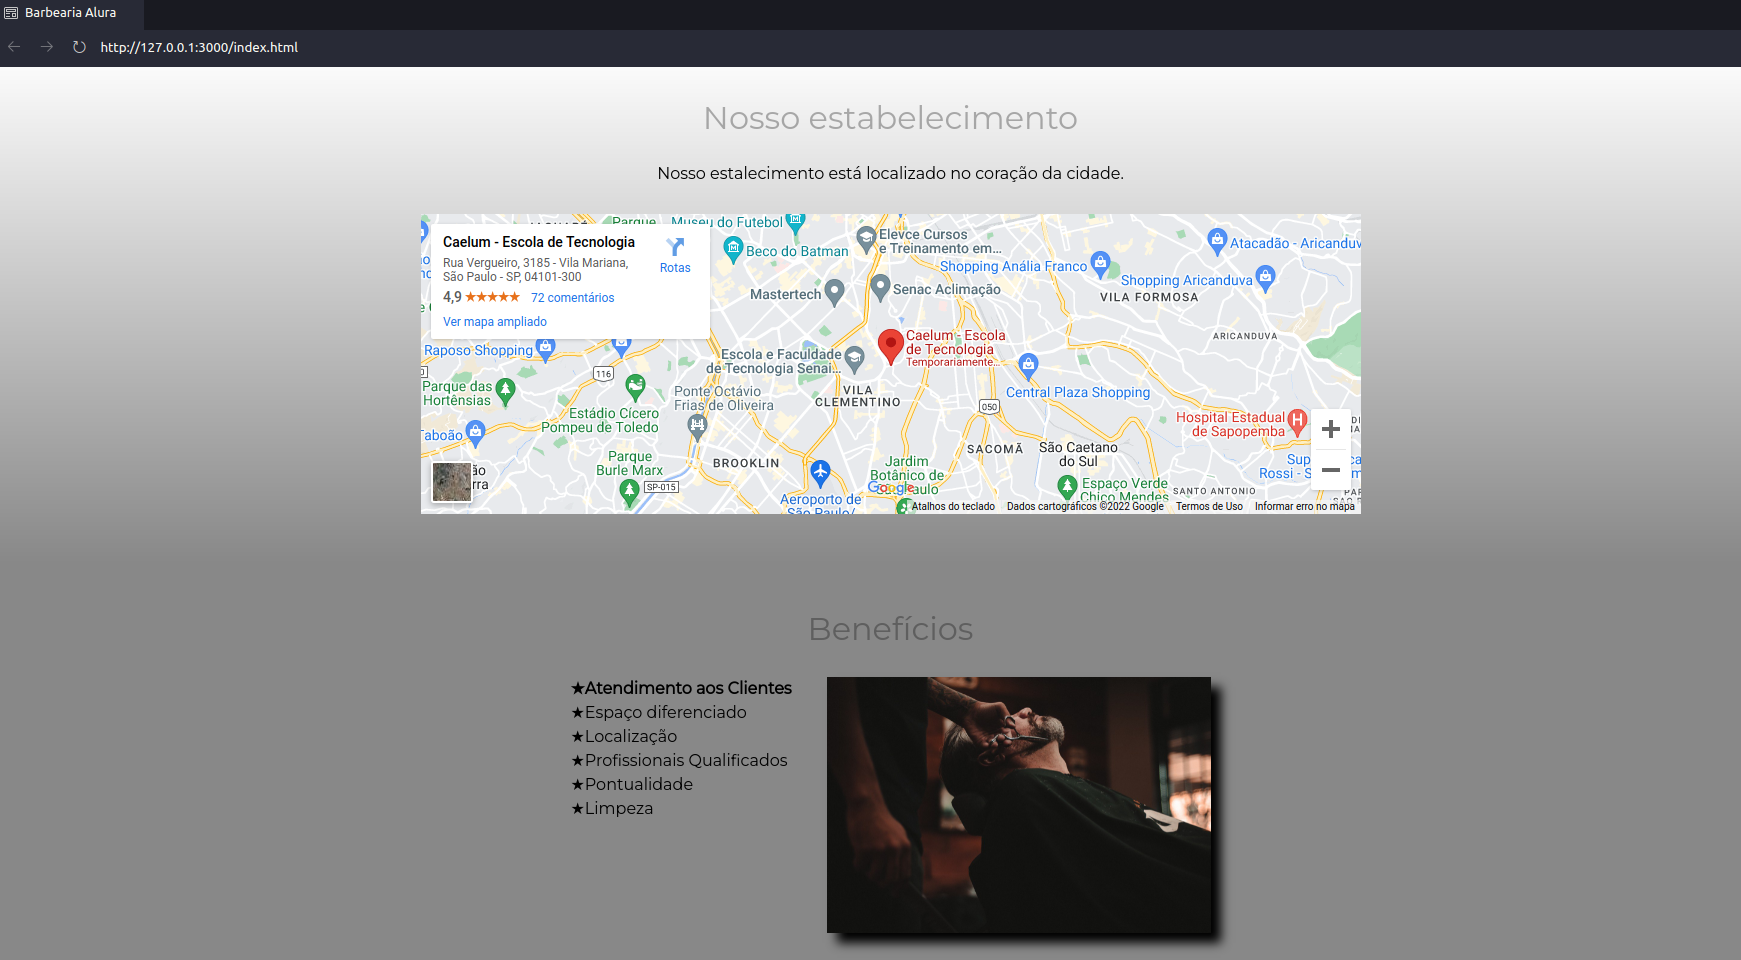 Barbearia Alura
http://127.0.0.1:3000/index.html
Nosso estabelecimento
Nosso estalecimento está localizado no coração da cidade.
Caelum - Escola de Tecnologia
Rua Vergueiro, 3185 - Vila Mariana,
São Paulo - SP, 04101-300
4,9 ★★★★★ 72 comentários
Ver mapa ampliado
Rotas
Parque
Museu do Futebol
Beco do Batman
Elevce Cursos
e Treinamento em...
Shopping Anália Franco
Atacadão - Aricanduv
Shopping Aricanduva
VILA FORMOSA
Mastertech
Senac Aclimação
ARICANDUVA
Raposo Shopping
Caelum - Escola
de Tecnologia
Temporariamente...
Escola e Faculdade
de Tecnologia Senai...
116
Parque das
Hortênsias
Ponte Octávio
Frias de Oliveira
VILA
CLEMENTINO
Central Plaza Shopping
050
Estádio Cícero
Pompeu de Toledo
Hospital Estadual
de Sapopemba
Taboão
SACOMÃ
São Caetano
do Sul
Parque
Burle Marx
BROOKLIN
Jardim
Botânico de
São Paulo
SP-015
Aeroporto de
São Paulo/
Espaço Verde
Chico Mendes
SANTO ANTONIO
Rossi - S
Google
Atalhos do teclado
Dados cartográficos ©2022 Google
Termos de Uso
Informar erro no mapa
Benefícios
★Atendimento aos Clientes
★Espaço diferenciado
★Localização
★Profissionais Qualificados
★Pontualidade
★Limpeza